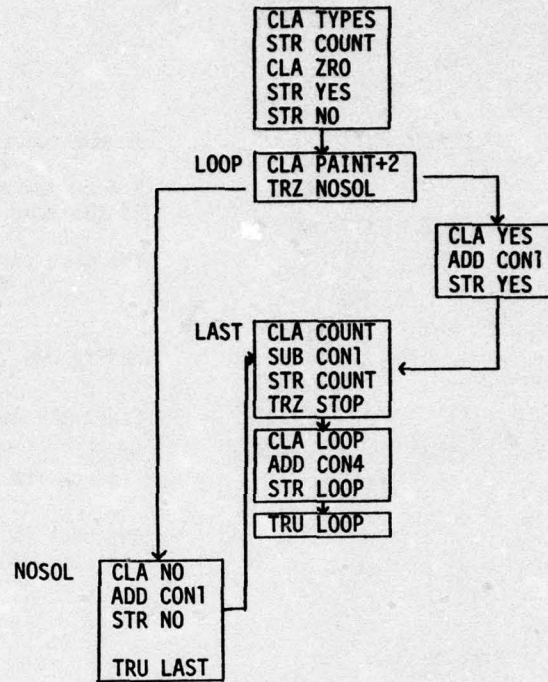 CLA TYPES
STR COUNT
CLA ZRO
STR YES
STR NO
LOOP CLA PAINT+2
TRZ NOSOL
CLA YES
ADD CON1
STR YES
LAST CLA COUNT
SUB CON1
STR COUNT
TRZ STOP
CLA LOOP
ADD CON4
STR LOOP
TRU LOOP
NOSOL CLA NO
ADD CON1
STR NO
TRU LAST